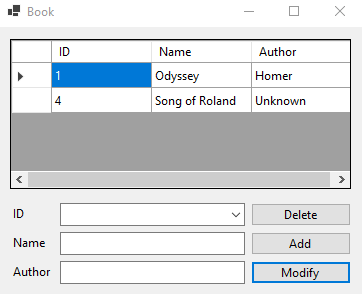 Book
ID Name Author
1 Odyssey Homer
4 Song of Roland Unknown
ID Delete
Name Add
Author Modify